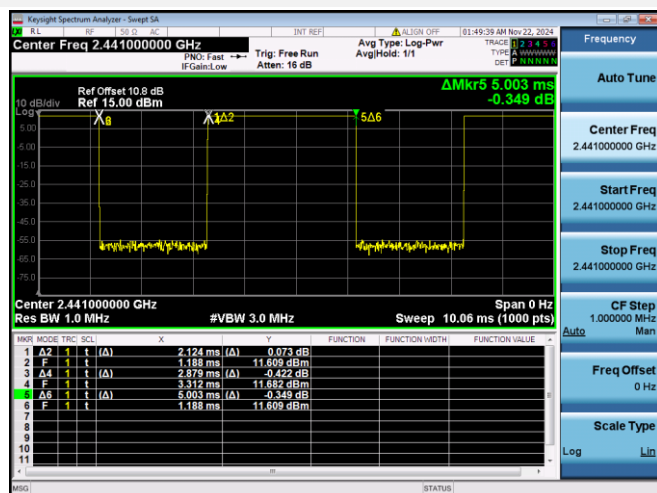 Keysight Spectrum Analyzer - Swept SA
RL RF 50 Ω AC INT REF ALIGN OFF 01:49:39 AM Nov 22, 2024
Center Freq 2.441000000 GHz
PNO: Fast
IFGain:Low
Trig: Free Run
Atten: 16 dB
Avg Type: Log-Pwr
Avg|Hold: 1/1
TRACE 1 2 3 4 5 6
TYPE A
DET P N N N N N
Ref Offset 10.8 dB
10 dB/div Ref 15.00 dBm
Log
ΔMkr5 5.003 ms
-0.349 dB
1Δ2
5Δ6
5.00
-5.00
-15.0
-25.0
-35.0
-45.0
-55.0
-65.0
-75.0
Center 2.441000000 GHz Span 0 Hz
Res BW 1.0 MHz #VBW 3.0 MHz Sweep 10.06 ms (1000 pts)
MKR MODE TRC SCL X Y FUNCTION FUNCTION WIDTH FUNCTION VALUE
1 Δ2 1 t (Δ) 2.124 ms (Δ) 0.073 dB
2 F 1 t 1.188 ms 11.609 dBm
3 Δ4 1 t (Δ) 2.879 ms (Δ) -0.422 dB
4 F 1 t 3.312 ms 11.682 dBm
5 Δ6 1 t (Δ) 5.003 ms (Δ) -0.349 dB
6 F 1 t 1.188 ms 11.609 dBm
7
8
9
10
11
MSG STATUS
Frequency
Auto Tune
Center Freq
2.441000000 GHz
Start Freq
2.441000000 GHz
Stop Freq
2.441000000 GHz
CF Step
1.000000 MHz
Auto Man
Freq Offset
0 Hz
Scale Type
Log Lin